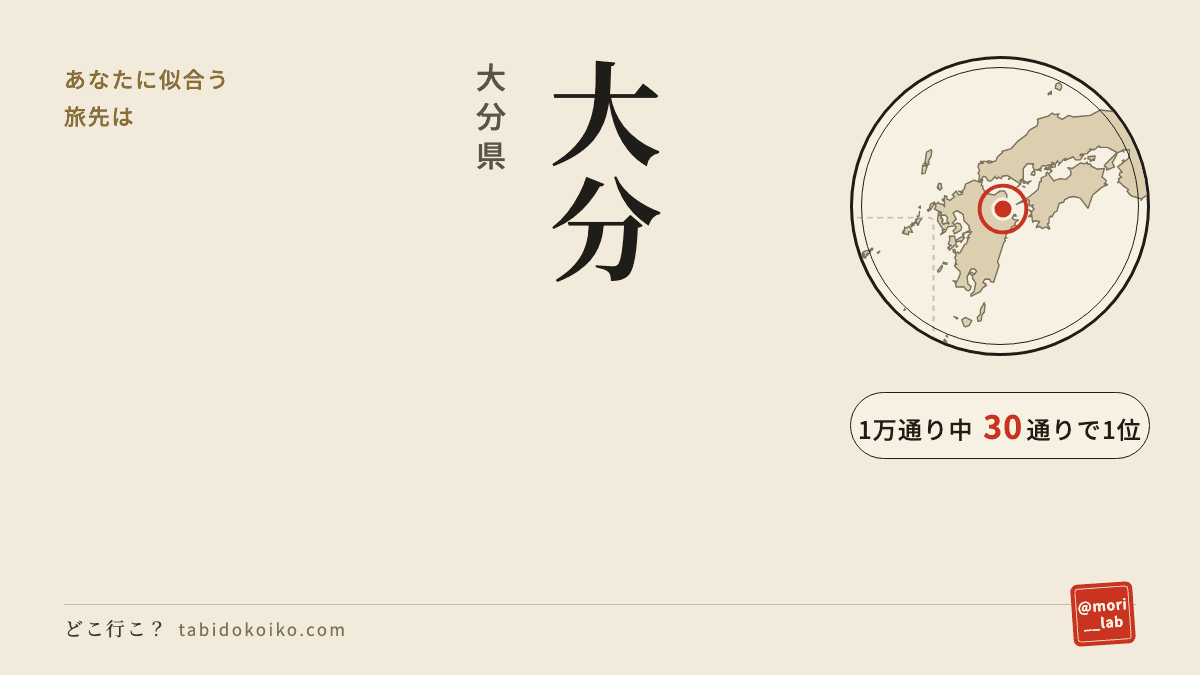 あなたに似合う
旅先は
大分
大分県
1万通り中 30通りで1位
どこ行こ？ tabidokoiko.com
@mori
__lab